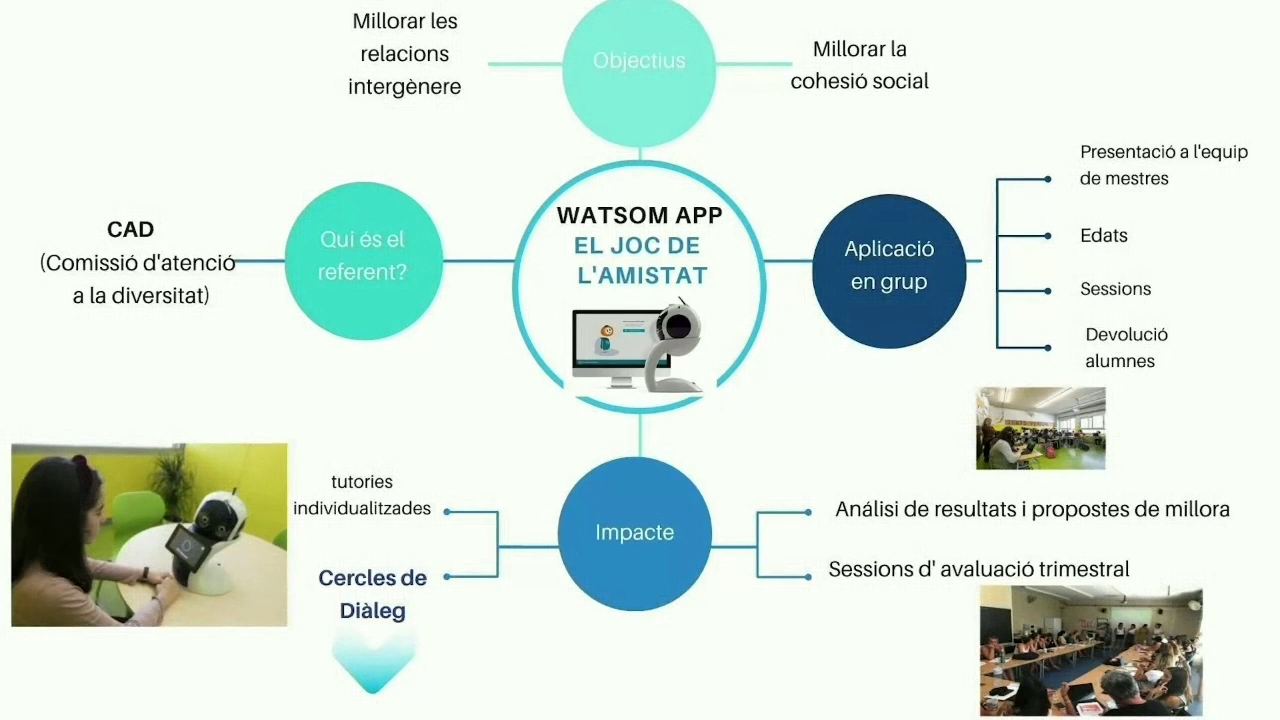 Millorar les
relacions
intergènere
Objectius
Millorar la
cohesió social
CAD
(Comissió d'atenció
a la diversitat)
Qui és el
referent?
WATSOM APP
EL JOC DE
L'AMISTAT
Aplicació
en grup
Presentació a l'equip
de mestres
Edats
Sessions
Devolució
alumnes
tutories
individualitzades
Cercles de
Diàleg
Impacte
Análisi de resultats i propostes de millora
Sessions d' avaluació trimestral